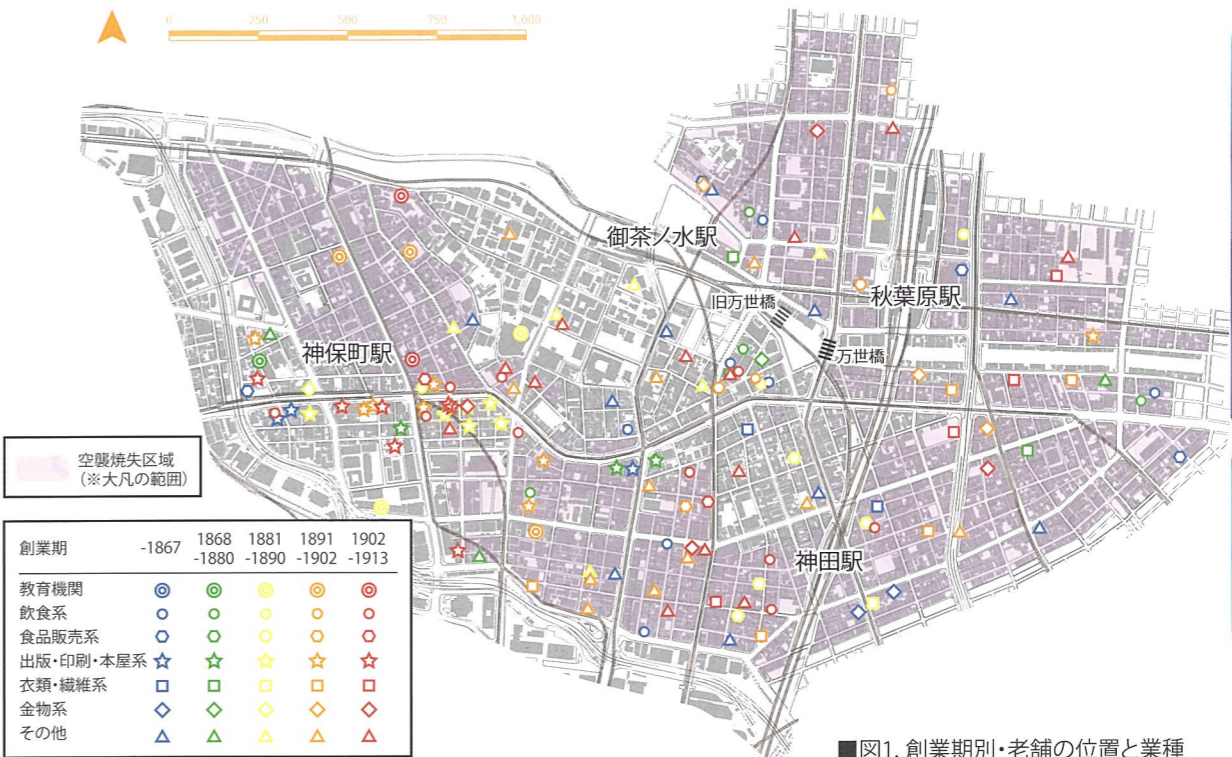 0 250 500 750 1,000
御茶ノ水駅
旧万世橋
秋葉原駅
万世橋
神保町駅
神田駅
空襲焼失区域
(※大凡の範囲)
創業期 -1867 1868-1880 1881-1890 1891-1902 1902-1913
教育機関
飲食系
食品販売系
出版・印刷・本屋系
衣類・繊維系
金物系
その他
■図1. 創業期別・老舗の位置と業種